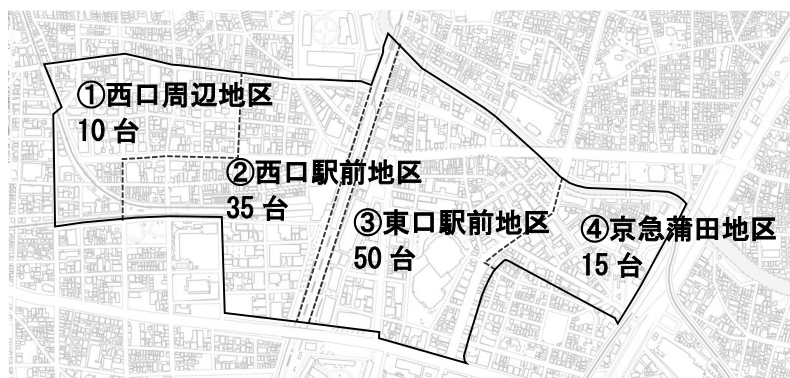 ①西口周辺地区
10 台
②西口駅前地区
35 台
③東口駅前地区
50 台
④京急蒲田地区
15 台